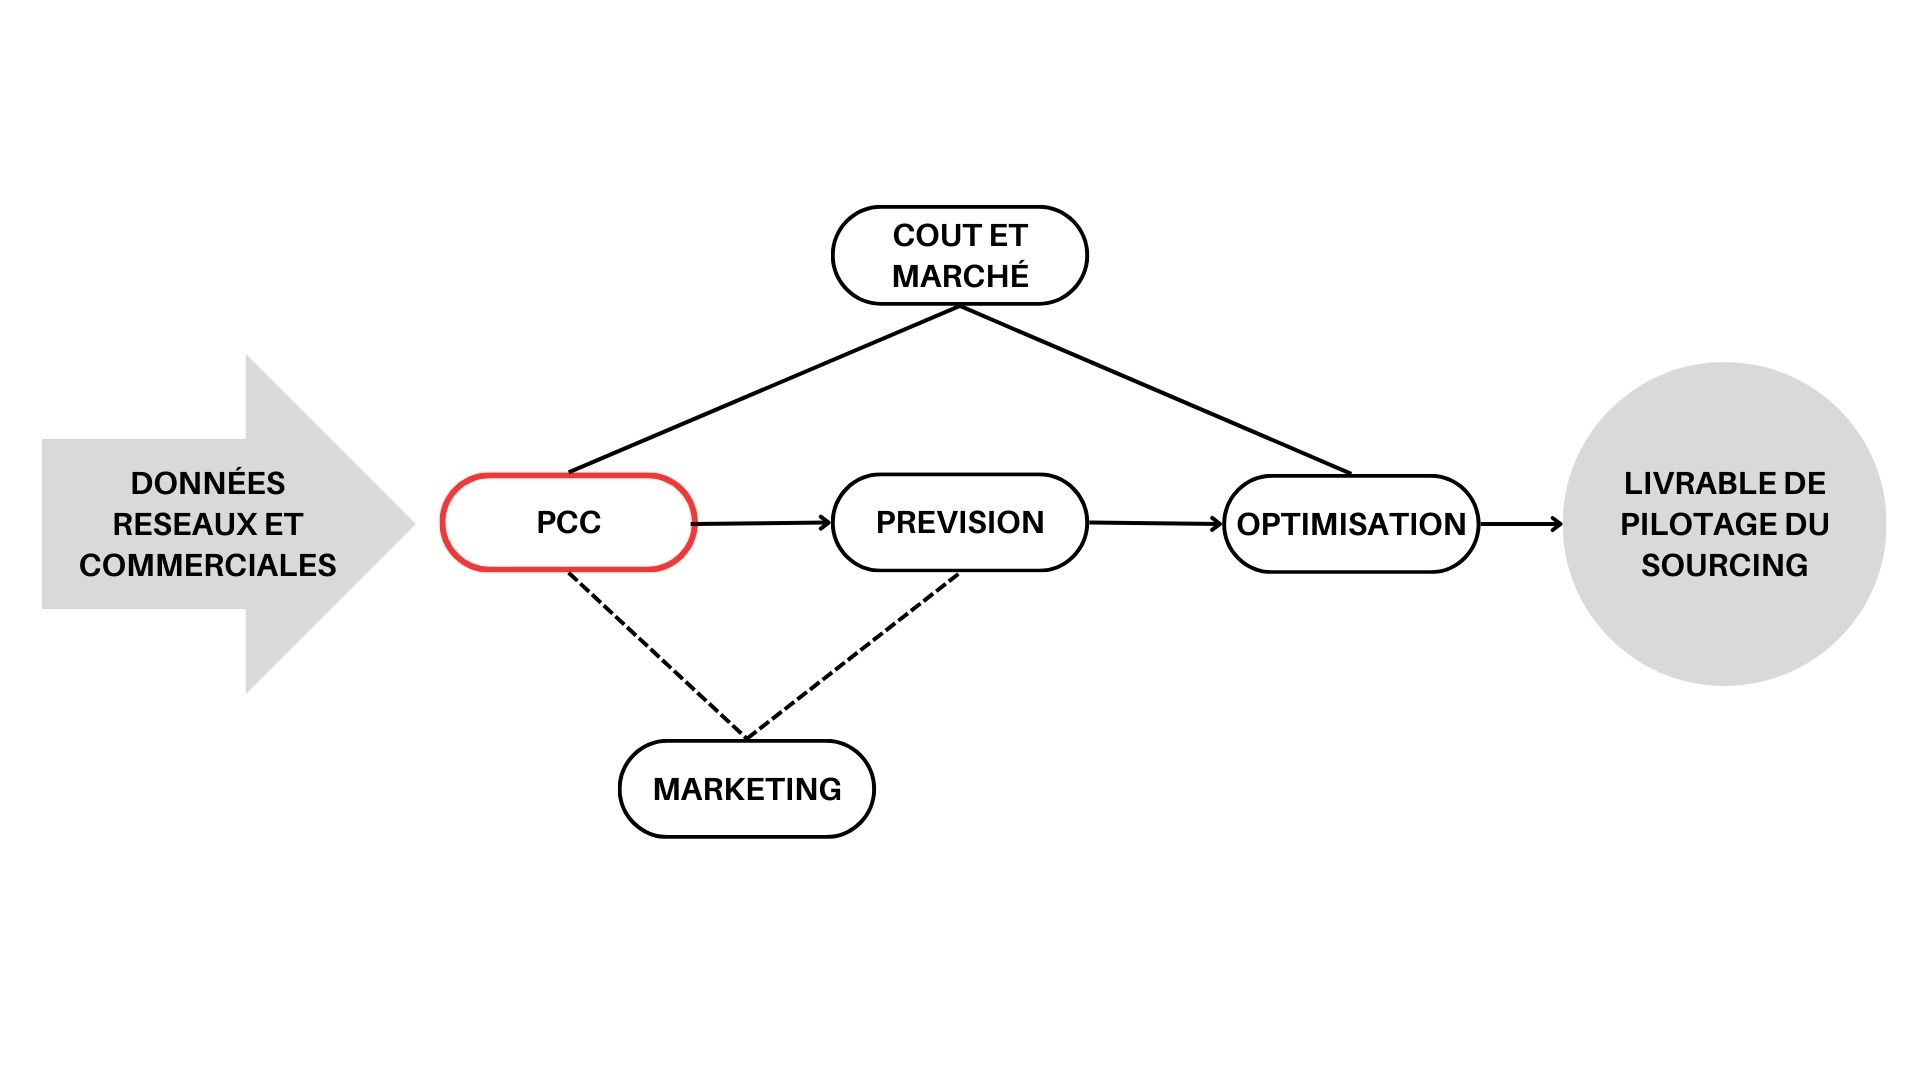 COUT ET
MARCHÉ
DONNÉES
RESEAUX ET
COMMERCIALES
PCC
PREVISION
OPTIMISATION
LIVRABLE DE
PILOTAGE DU
SOURCING
MARKETING